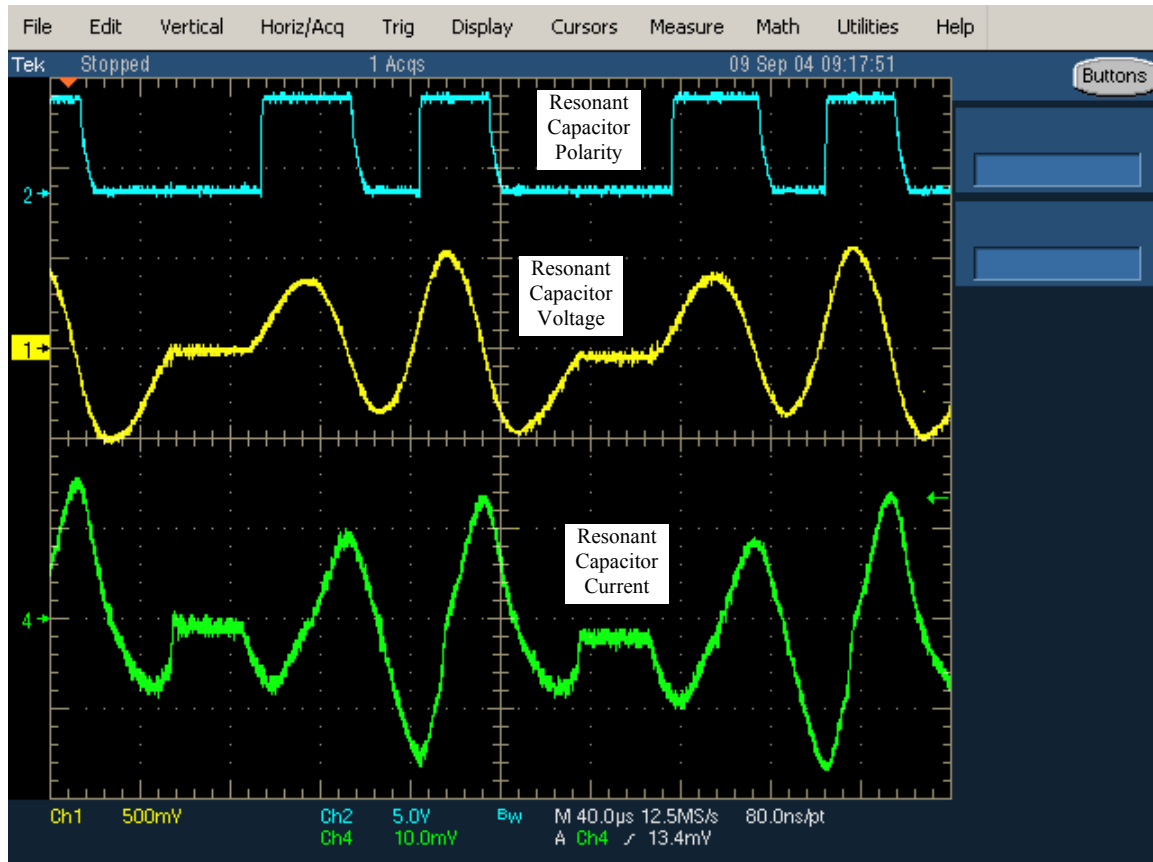 File Edit Vertical Horiz/Acq Trig Display Cursors Measure Math Utilities Help
Tek Stopped 1 Acqs 09 Sep 04 09:17:51
Buttons
Resonant
Capacitor
Polarity
2
Resonant
Capacitor
Voltage
1
Resonant
Capacitor
Current
4
Ch1 500mV Ch2 5.0V BW M 40.0µs 12.5MS/s 80.0ns/pt
Ch4 10.0mV A Ch4 13.4mV